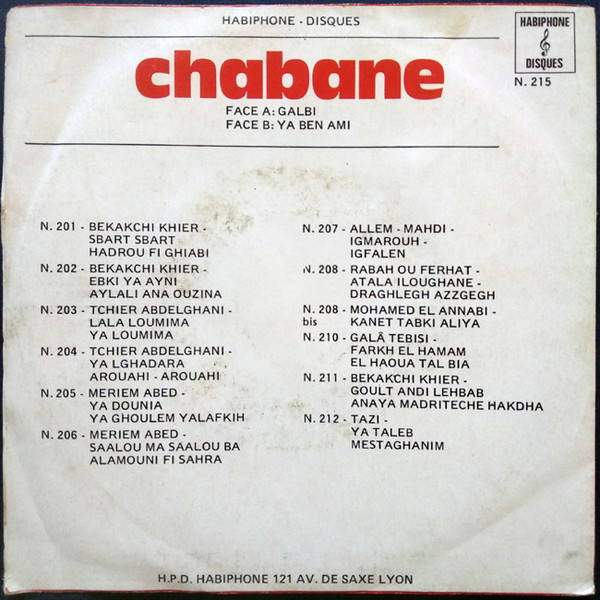 HABIPHONE - DISQUES
HABIPHONE
DISQUES
N. 215
chabane
FACE A: GALBI
FACE B: YA BEN AMI
N. 201 - BEKAKCHI KHIER -
SBART SBART
HADROU FI GHIABI
N. 202 - BEKAKCHI KHIER -
EBKI YA AYNI
AYLALI ANA OUZINA
N. 203 - TCHIER ABDELGHANI -
LALA LOUMIMA
YA LOUMIMA
N. 204 - TCHIER ABDELGHANI -
YA LGHADARA
AROUAHI - AROUAHI
N. 205 - MERIEM ABED -
YA DOUNIA
YA GHOULEM YALAFKIH
N. 206 - MERIEM ABED -
SAALOU MA SAALOU BA
ALAMOUNI FI SAHRA
N. 207 - ALLEM - MAHDI -
IGMAROUH -
IGFALEN
N. 208 - RABAH OU FERHAT -
ATALA ILOUGHANE -
DRAGHLEGH AZZGEGH
N. 208 - MOHAMED EL ANNABI -
bis KANET TABKI ALIYA
N. 210 - GALÂ TEBISI -
FARKH EL HAMAM
EL HAOUA TAL BIA
N. 211 - BEKAKCHI KHIER -
GOULT ANDI LEHBAB
ANAYA MADRITECHE HAKDHA
N. 212 - TAZI -
YA TALEB
MESTAGHANIM
H.P.D. HABIPHONE 121 AV. DE SAXE LYON